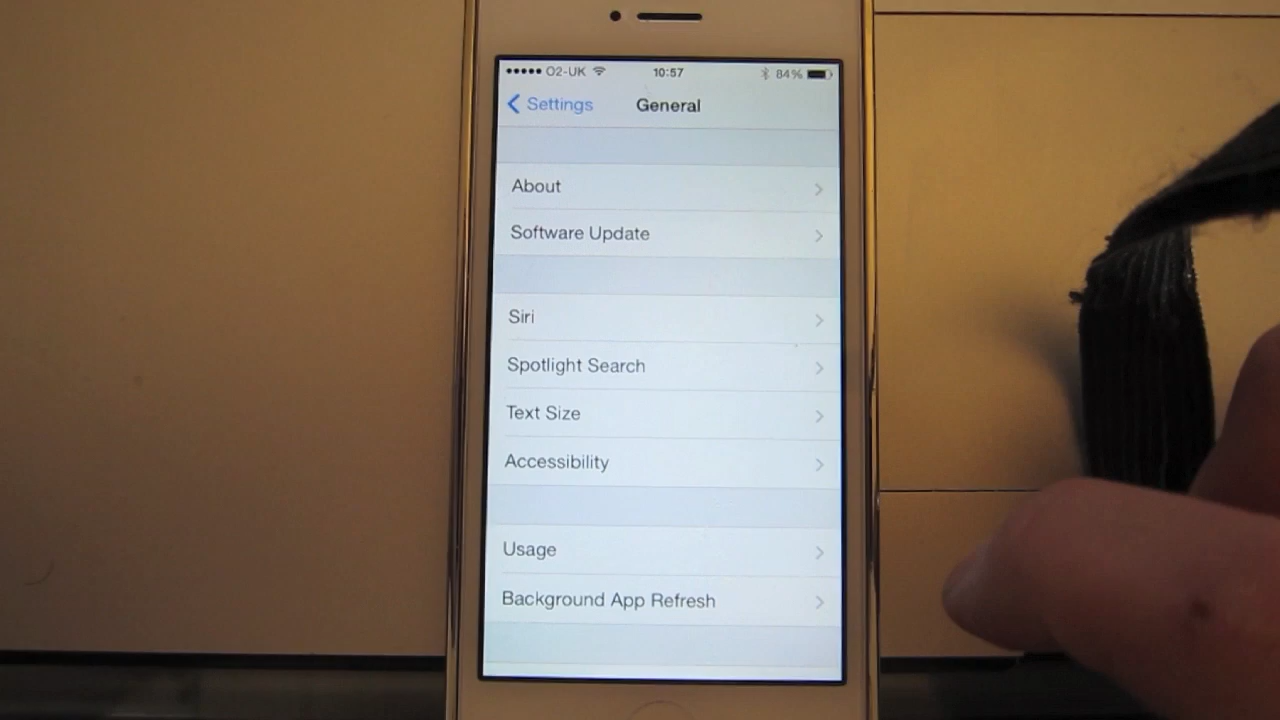 O2-UK 10:57 84%
Settings General
About
Software Update
Siri
Spotlight Search
Text Size
Accessibility
Usage
Background App Refresh